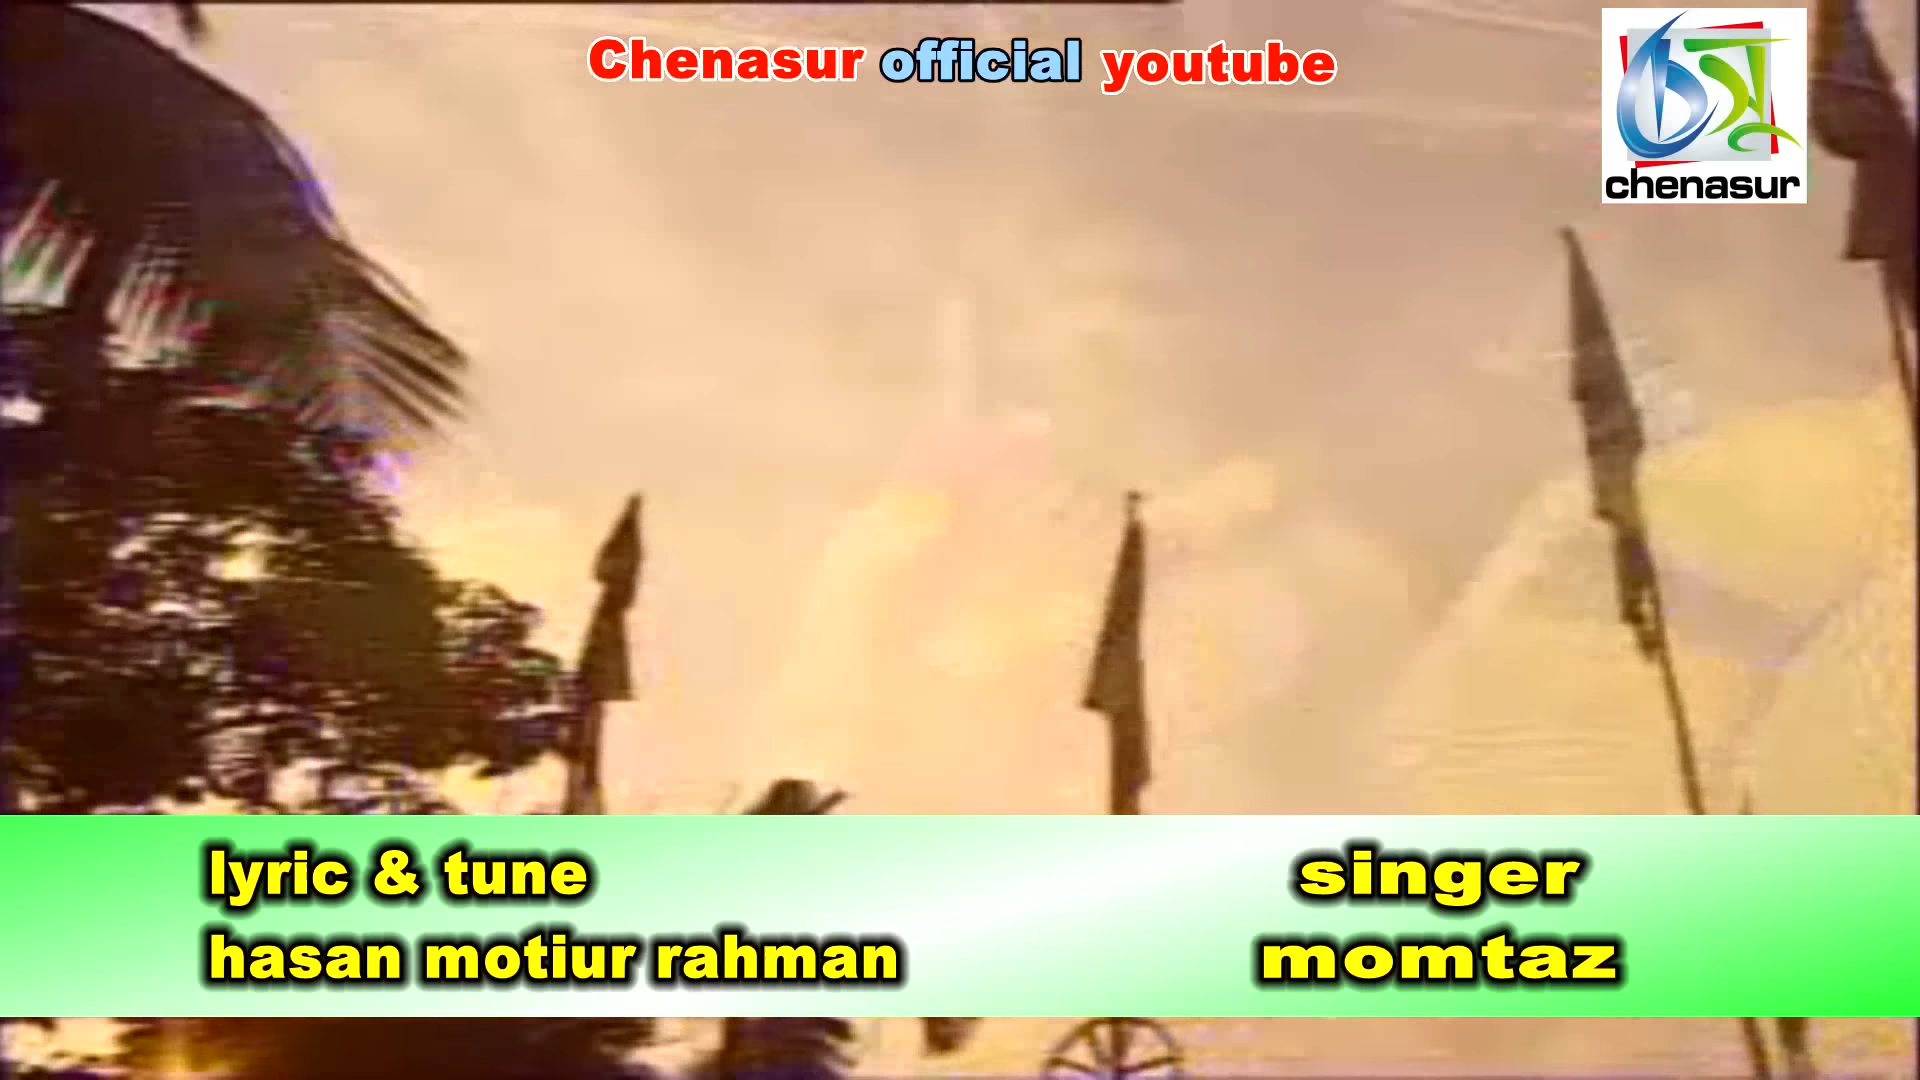 Chenasur official youtube
চেসুর
chenasur
lyric & tune
hasan motiur rahman
singer
momtaz